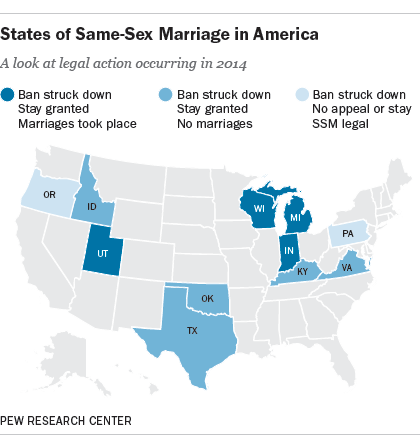 States of Same-Sex Marriage in America
A look at legal action occurring in 2014
Ban struck down
Stay granted
Marriages took place
Ban struck down
Stay granted
No marriages
Ban struck down
No appeal or stay
SSM legal
OR
ID
WI
MI
PA
UT
IN
KY
VA
OK
TX
PEW RESEARCH CENTER